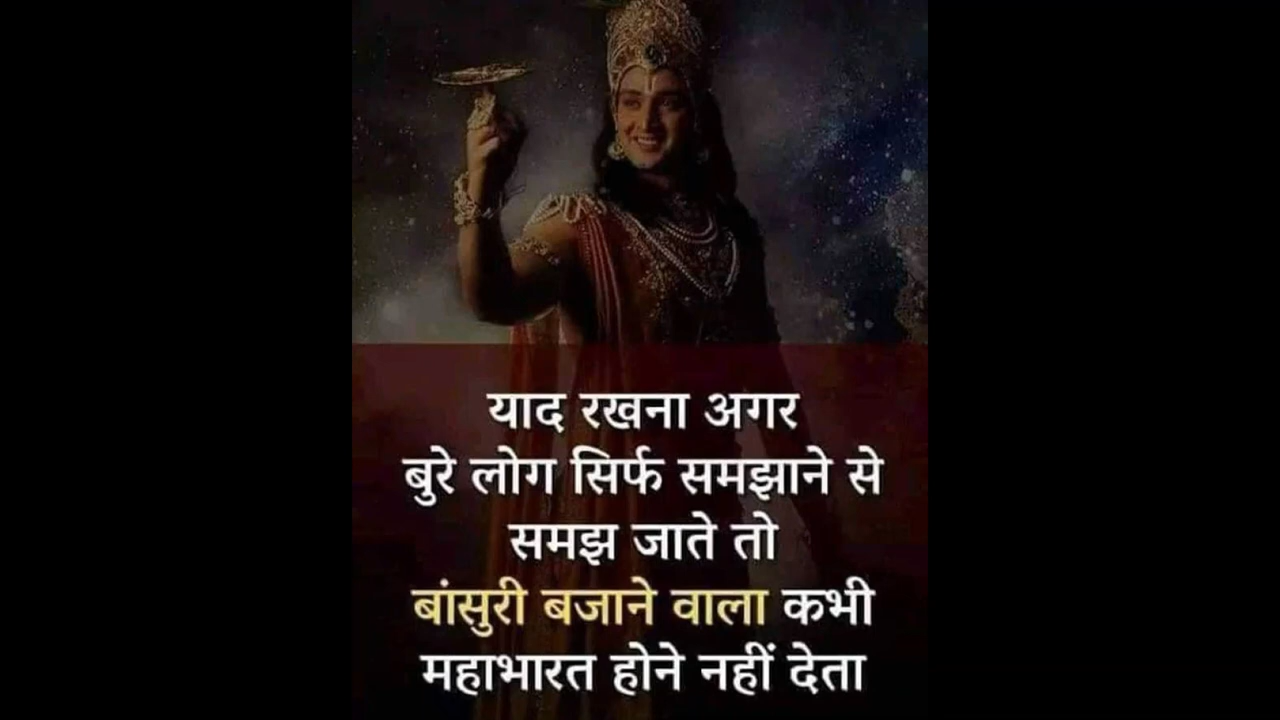 याद रखना अगर
बुरे लोग सिर्फ समझाने से
समझ जाते तो
बांसुरी बजाने वाला कभी
महाभारत होने नहीं देता